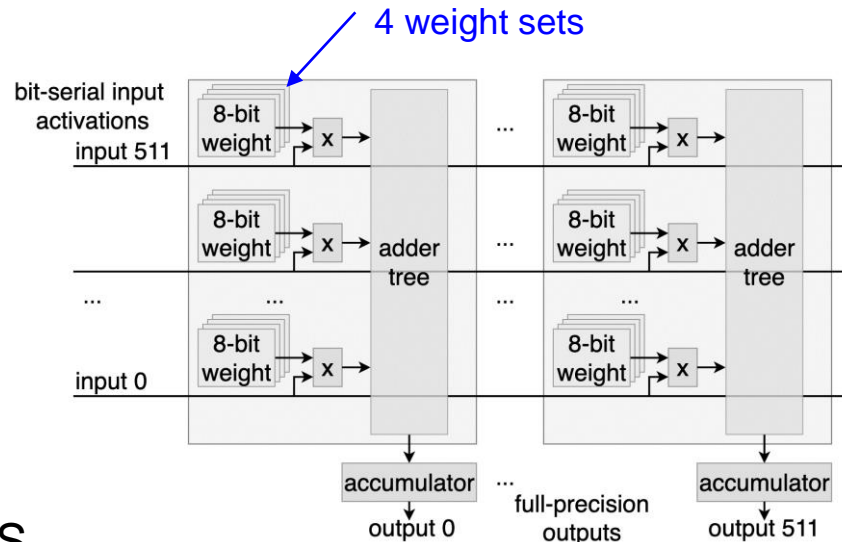 4 weight sets
bit-serial input
activations
input 511
8-bit
weight
x
...
8-bit
weight
x
8-bit
weight
x
adder
tree
...
8-bit
weight
x
adder
tree
...
...
...
...
8-bit
weight
x
8-bit
weight
x
input 0
accumulator
...
accumulator
full-precision
outputs
output 0
output 511